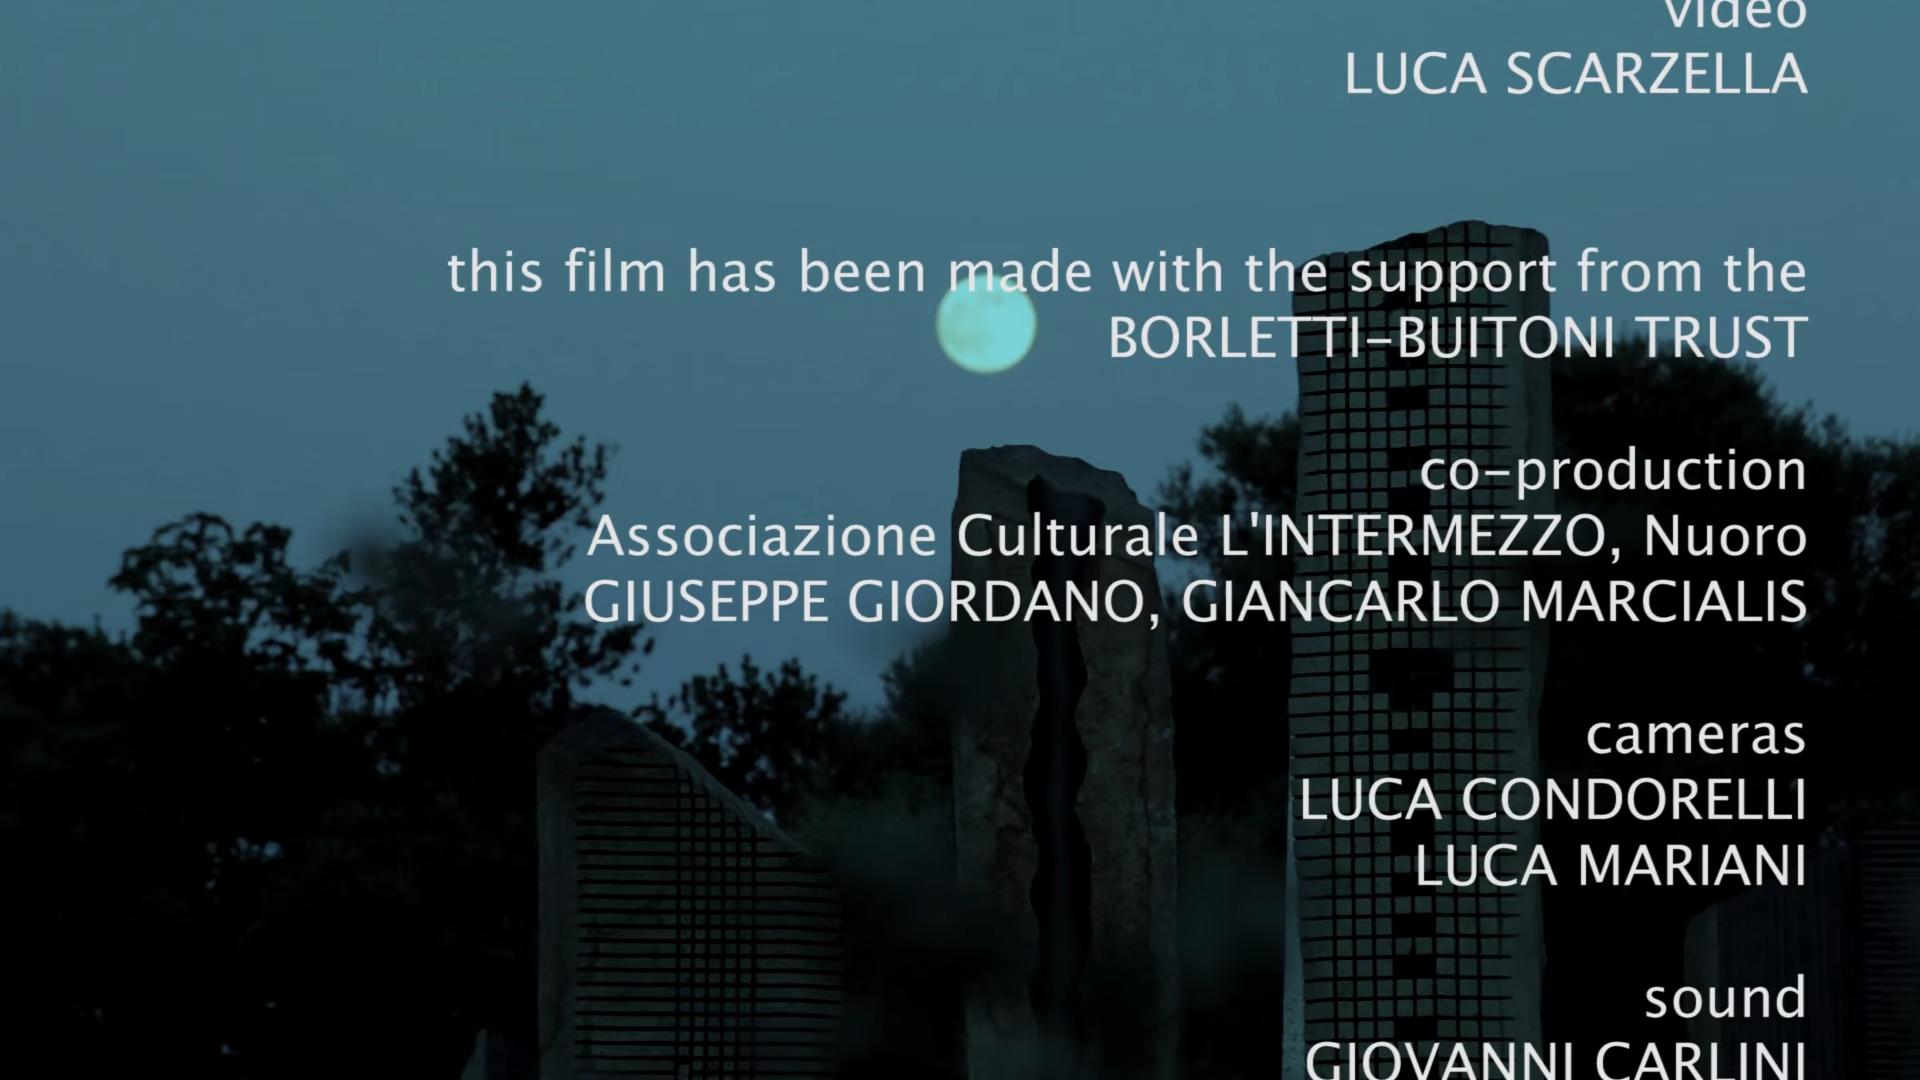 video
LUCA SCARZELLA
this film has been made with the support from the
BORLETTI-BUITONI TRUST
co-production
Associazione Culturale L'INTERMEZZO, Nuoro
GIUSEPPE GIORDANO, GIANCARLO MARCIALIS
cameras
LUCA CONDORELLI
LUCA MARIANI
sound
GIOVANNI CARLINI